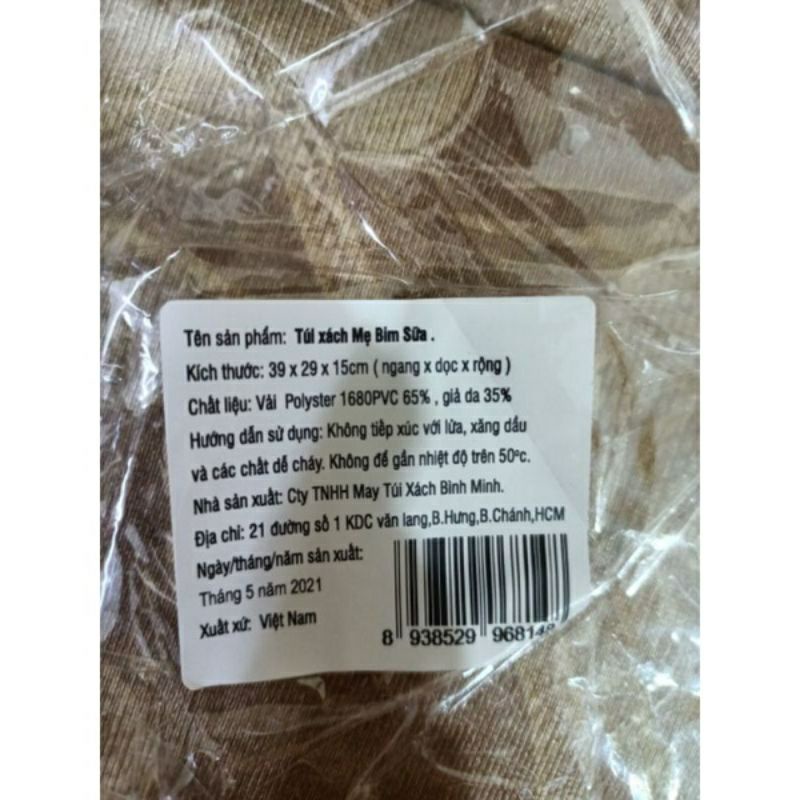 Tên sản phẩm: Túi xách Mẹ Bim Sữa .
Kích thước: 39 x 29 x 15cm ( ngang x dọc x rộng )
Chất liệu: Vải Polyster 1680PVC 65% , giả da 35%
Hướng dẫn sử dụng: Không tiếp xúc với lửa, xăng dầu
và các chất dễ cháy. Không để gần nhiệt độ trên 50ºc.
Nhà sản xuất: Cty TNHH May Túi Xách Bình Minh.
Địa chỉ: 21 đường số 1 KDC văn lang,B.Hưng,B.Chánh,HCM
Ngày/tháng/năm sản xuất:
Tháng 5 năm 2021
Xuất xứ: Việt Nam
8 938529